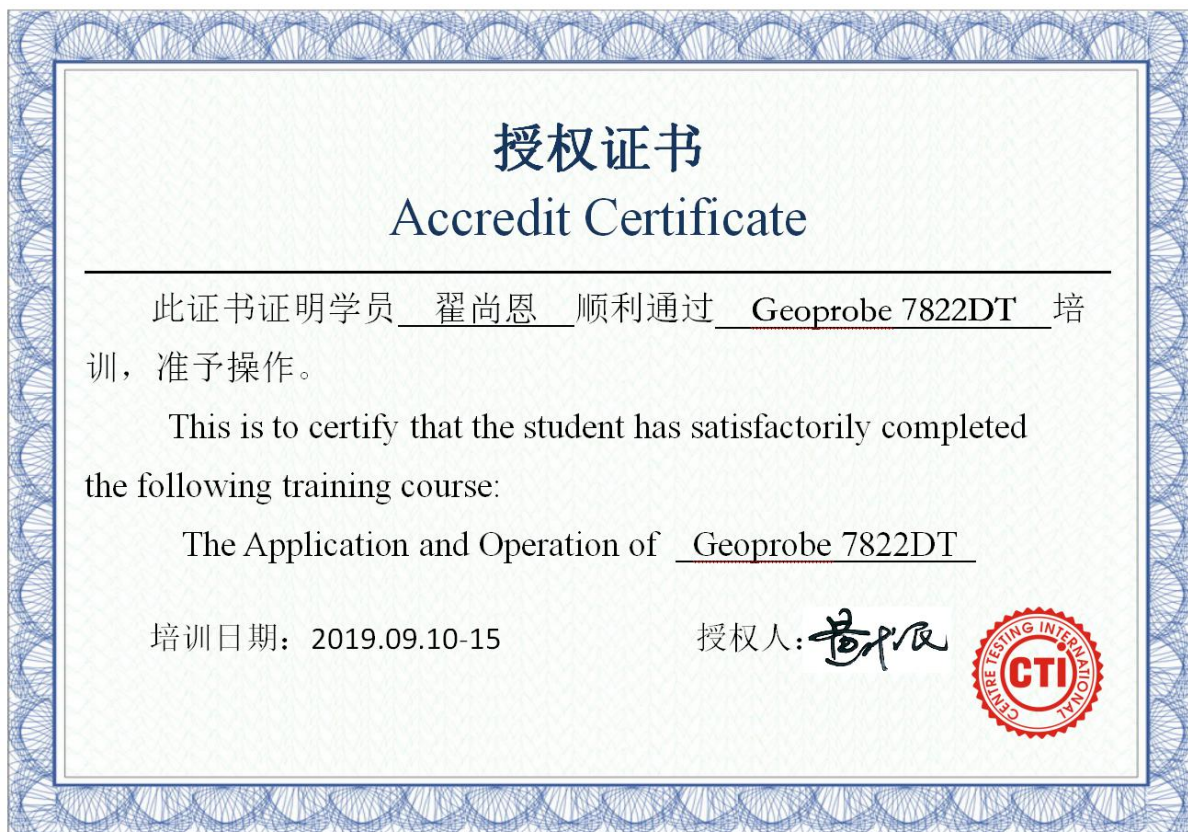 授权证书
Accredit Certificate
此证书证明学员 翟尚恩 顺利通过 Geoprobe 7822DT 培
训，准予操作。
This is to certify that the student has satisfactorily completed
the following training course:
The Application and Operation of Geoprobe 7822DT
培训日期：2019.09.10-15 授权人:
CENTRE TESTING INTERNATIONAL
CTI